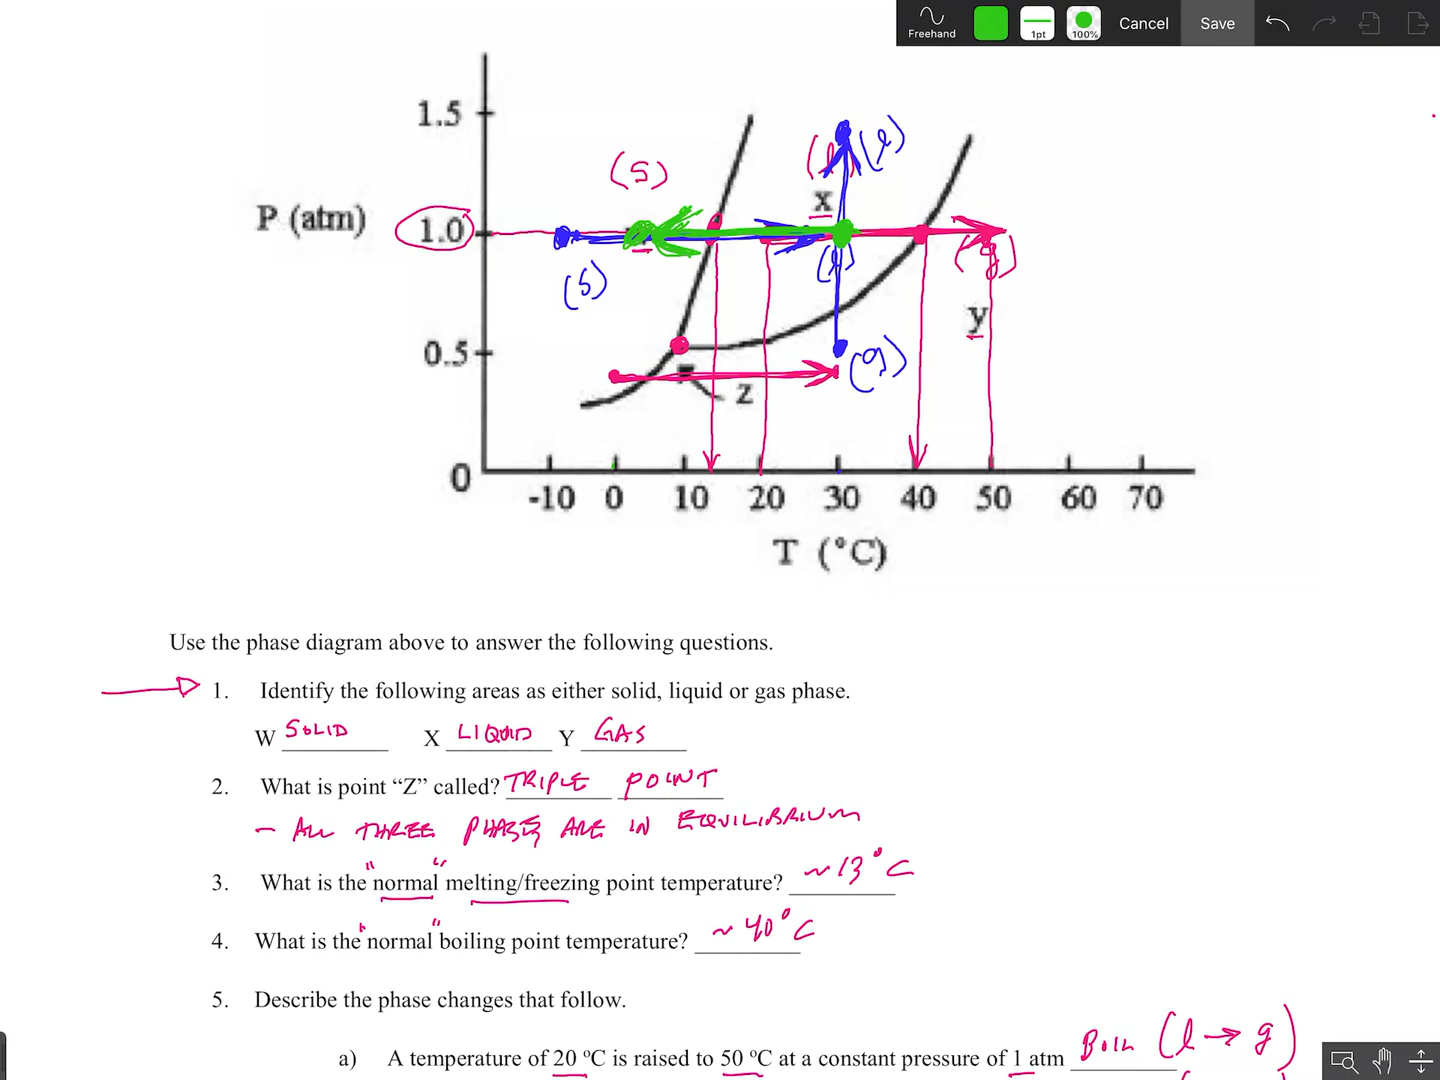 Freehand 1pt 100% Cancel Save
1.5
(S) (l) (l)
X
P (atm) 1.0
(S) (l) (g)
y
0.5
(g)
Z
0
-10 0 10 20 30 40 50 60 70
T (°C)
Use the phase diagram above to answer the following questions.
1. Identify the following areas as either solid, liquid or gas phase.
W SOLID X LIQUID Y GAS
2. What is point “Z” called? TRIPLE POINT
- ALL THREE PHASES ARE IN EQUILIBRIUM
3. What is the "normal" melting/freezing point temperature? ~13°C
4. What is the "normal" boiling point temperature? ~40°C
5. Describe the phase changes that follow.
a) A temperature of 20 °C is raised to 50 °C at a constant pressure of 1 atm BOIL (l → g)